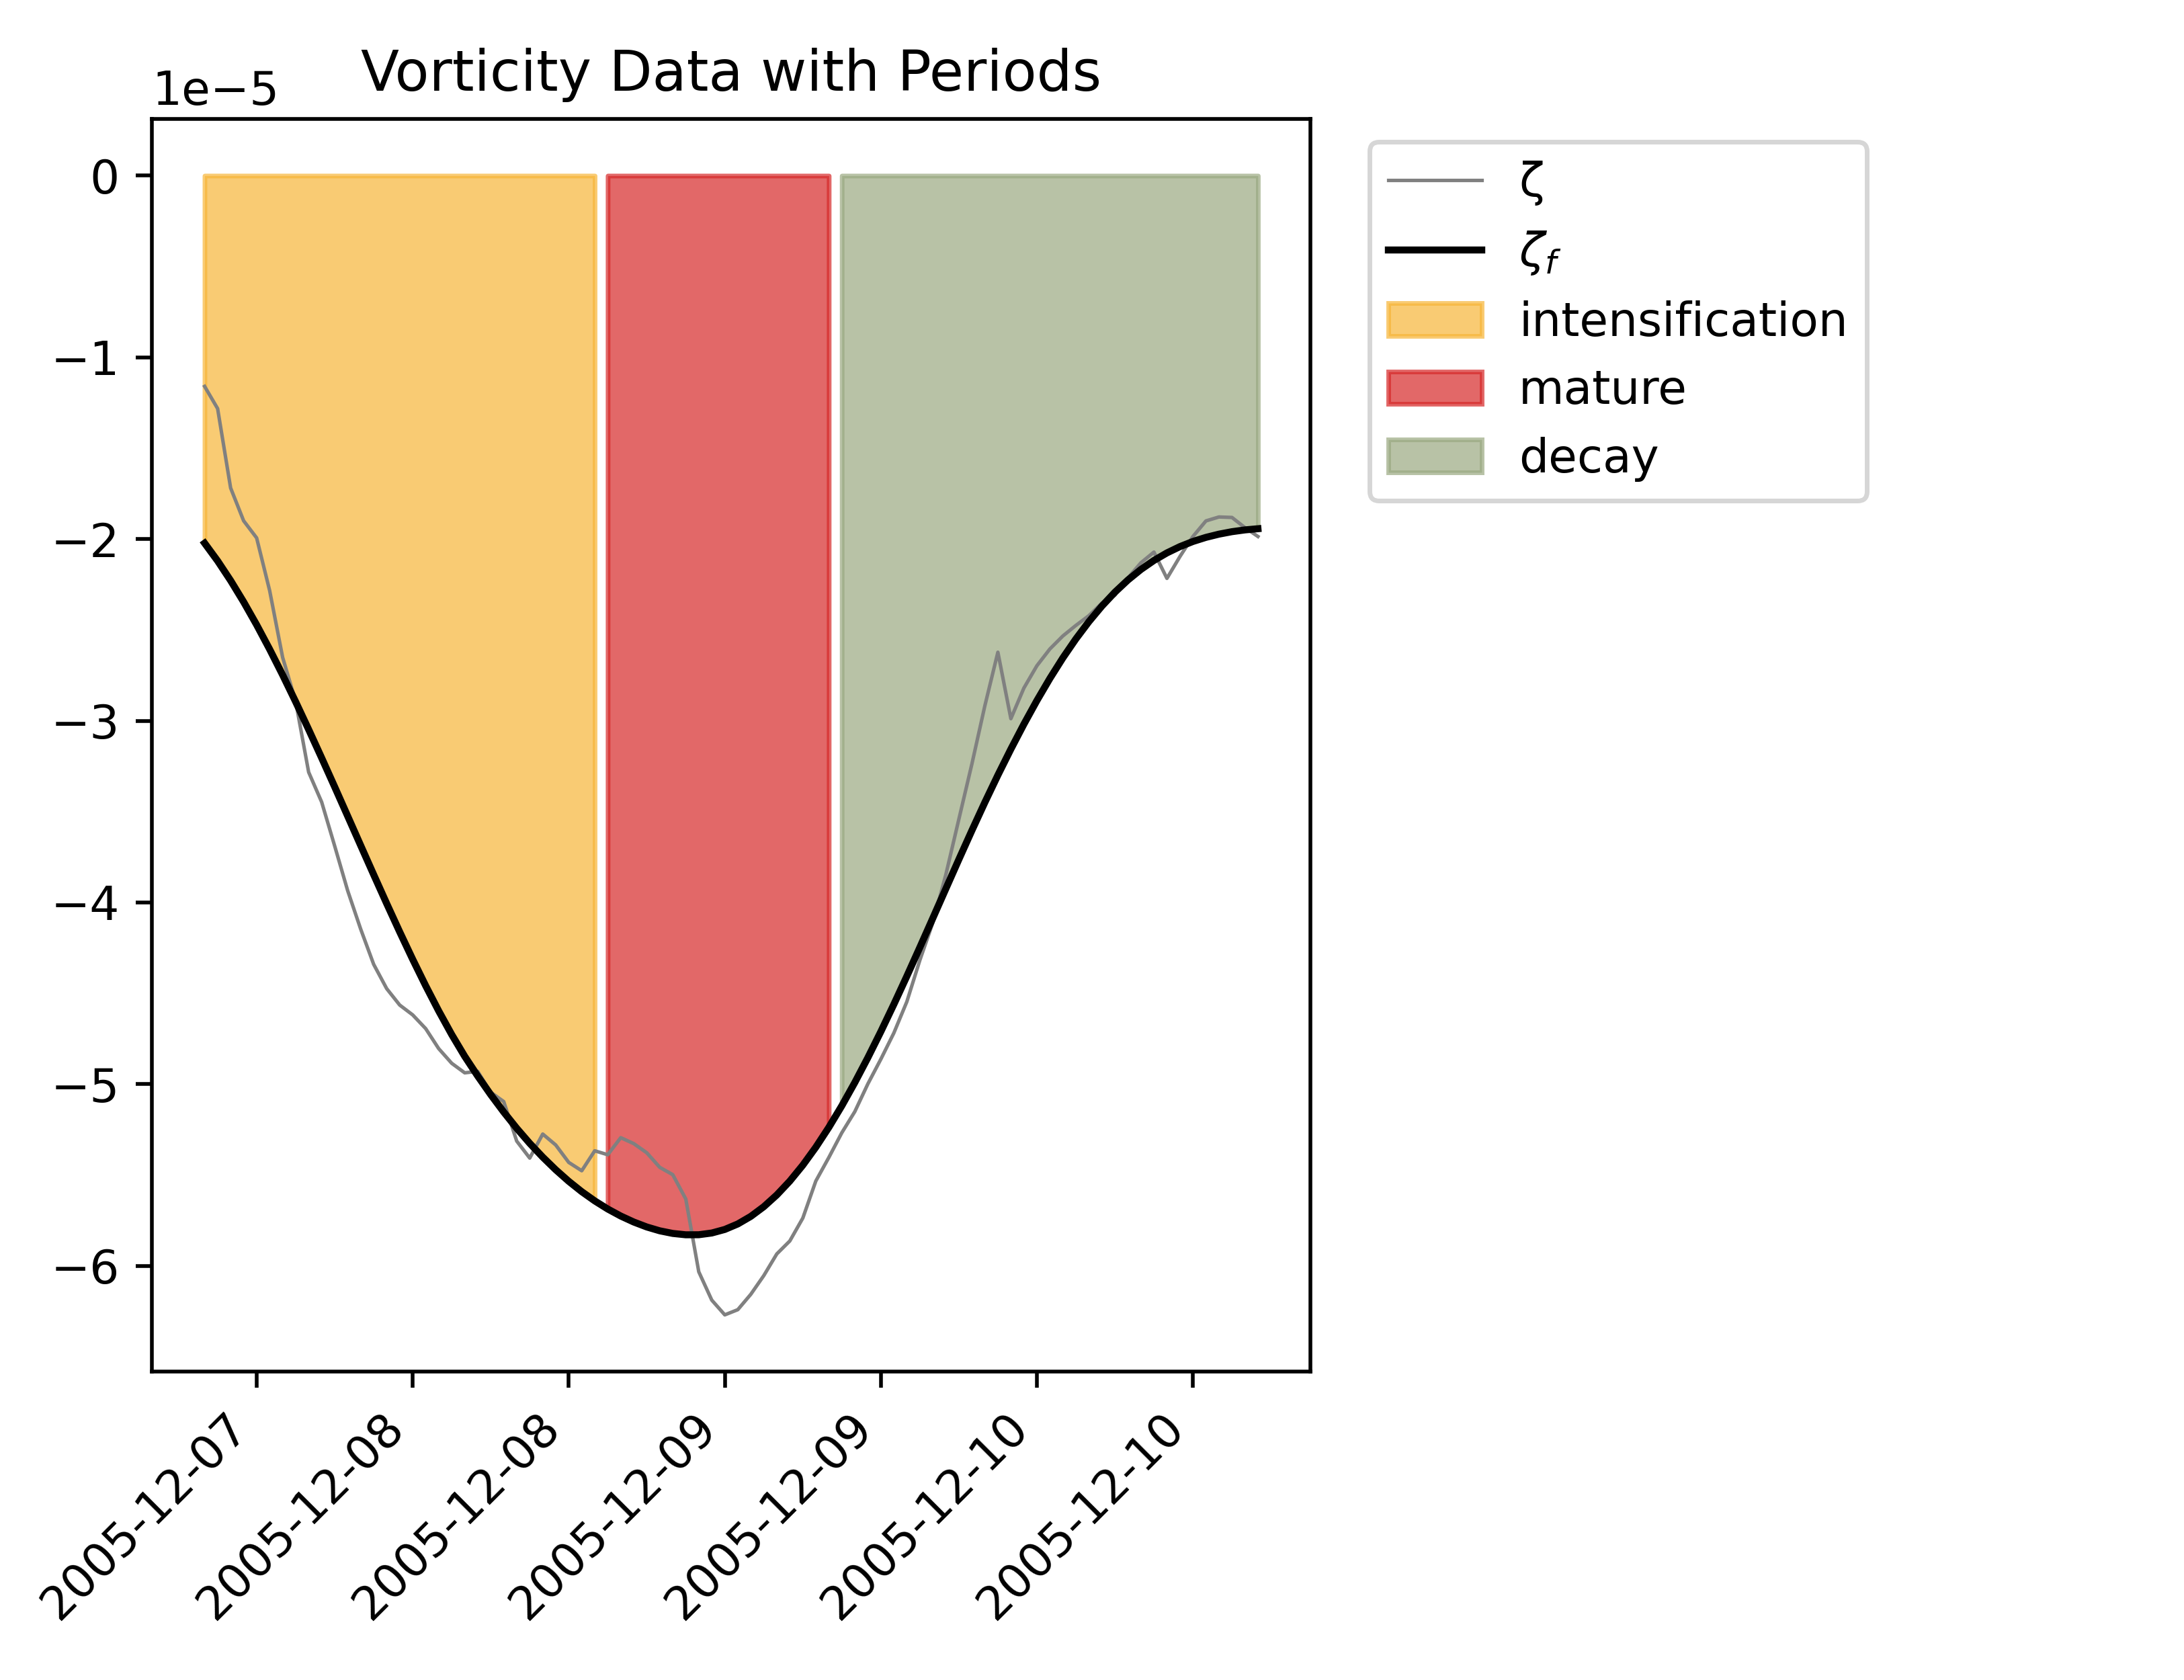 Vorticity Data with Periods
1e−5
0
−1
−2
−3
−4
−5
−6
2005-12-07
2005-12-08
2005-12-08
2005-12-09
2005-12-09
2005-12-10
2005-12-10
ζ
ζf
intensification
mature
decay